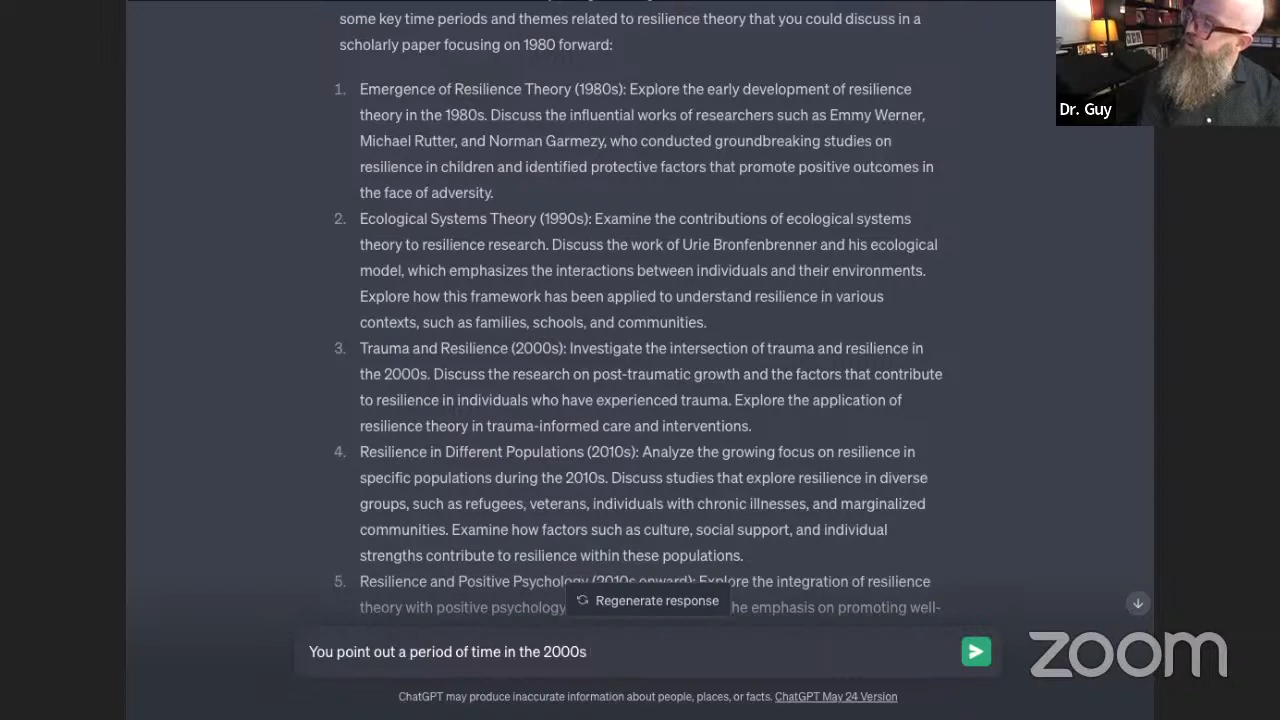 some key time periods and themes related to resilience theory that you could discuss in a
scholarly paper focusing on 1980 forward:
1. Emergence of Resilience Theory (1980s): Explore the early development of resilience
theory in the 1980s. Discuss the influential works of researchers such as Emmy Werner,
Michael Rutter, and Norman Garmezy, who conducted groundbreaking studies on
resilience in children and identified protective factors that promote positive outcomes in
the face of adversity.
2. Ecological Systems Theory (1990s): Examine the contributions of ecological systems
theory to resilience research. Discuss the work of Urie Bronfenbrenner and his ecological
model, which emphasizes the interactions between individuals and their environments.
Explore how this framework has been applied to understand resilience in various
contexts, such as families, schools, and communities.
3. Trauma and Resilience (2000s): Investigate the intersection of trauma and resilience in
the 2000s. Discuss the research on post-traumatic growth and the factors that contribute
to resilience in individuals who have experienced trauma. Explore the application of
resilience theory in trauma-informed care and interventions.
4. Resilience in Different Populations (2010s): Analyze the growing focus on resilience in
specific populations during the 2010s. Discuss studies that explore resilience in diverse
groups, such as refugees, veterans, individuals with chronic illnesses, and marginalized
communities. Examine how factors such as culture, social support, and individual
strengths contribute to resilience within these populations.
5. Resilience and Positive Psychology (2010s onward): Explore the integration of resilience
theory with positive psychology he emphasis on promoting well-
Regenerate response
You point out a period of time in the 2000s
ChatGPT may produce inaccurate information about people, places, or facts. ChatGPT May 24 Version
Dr. Guy
zoom